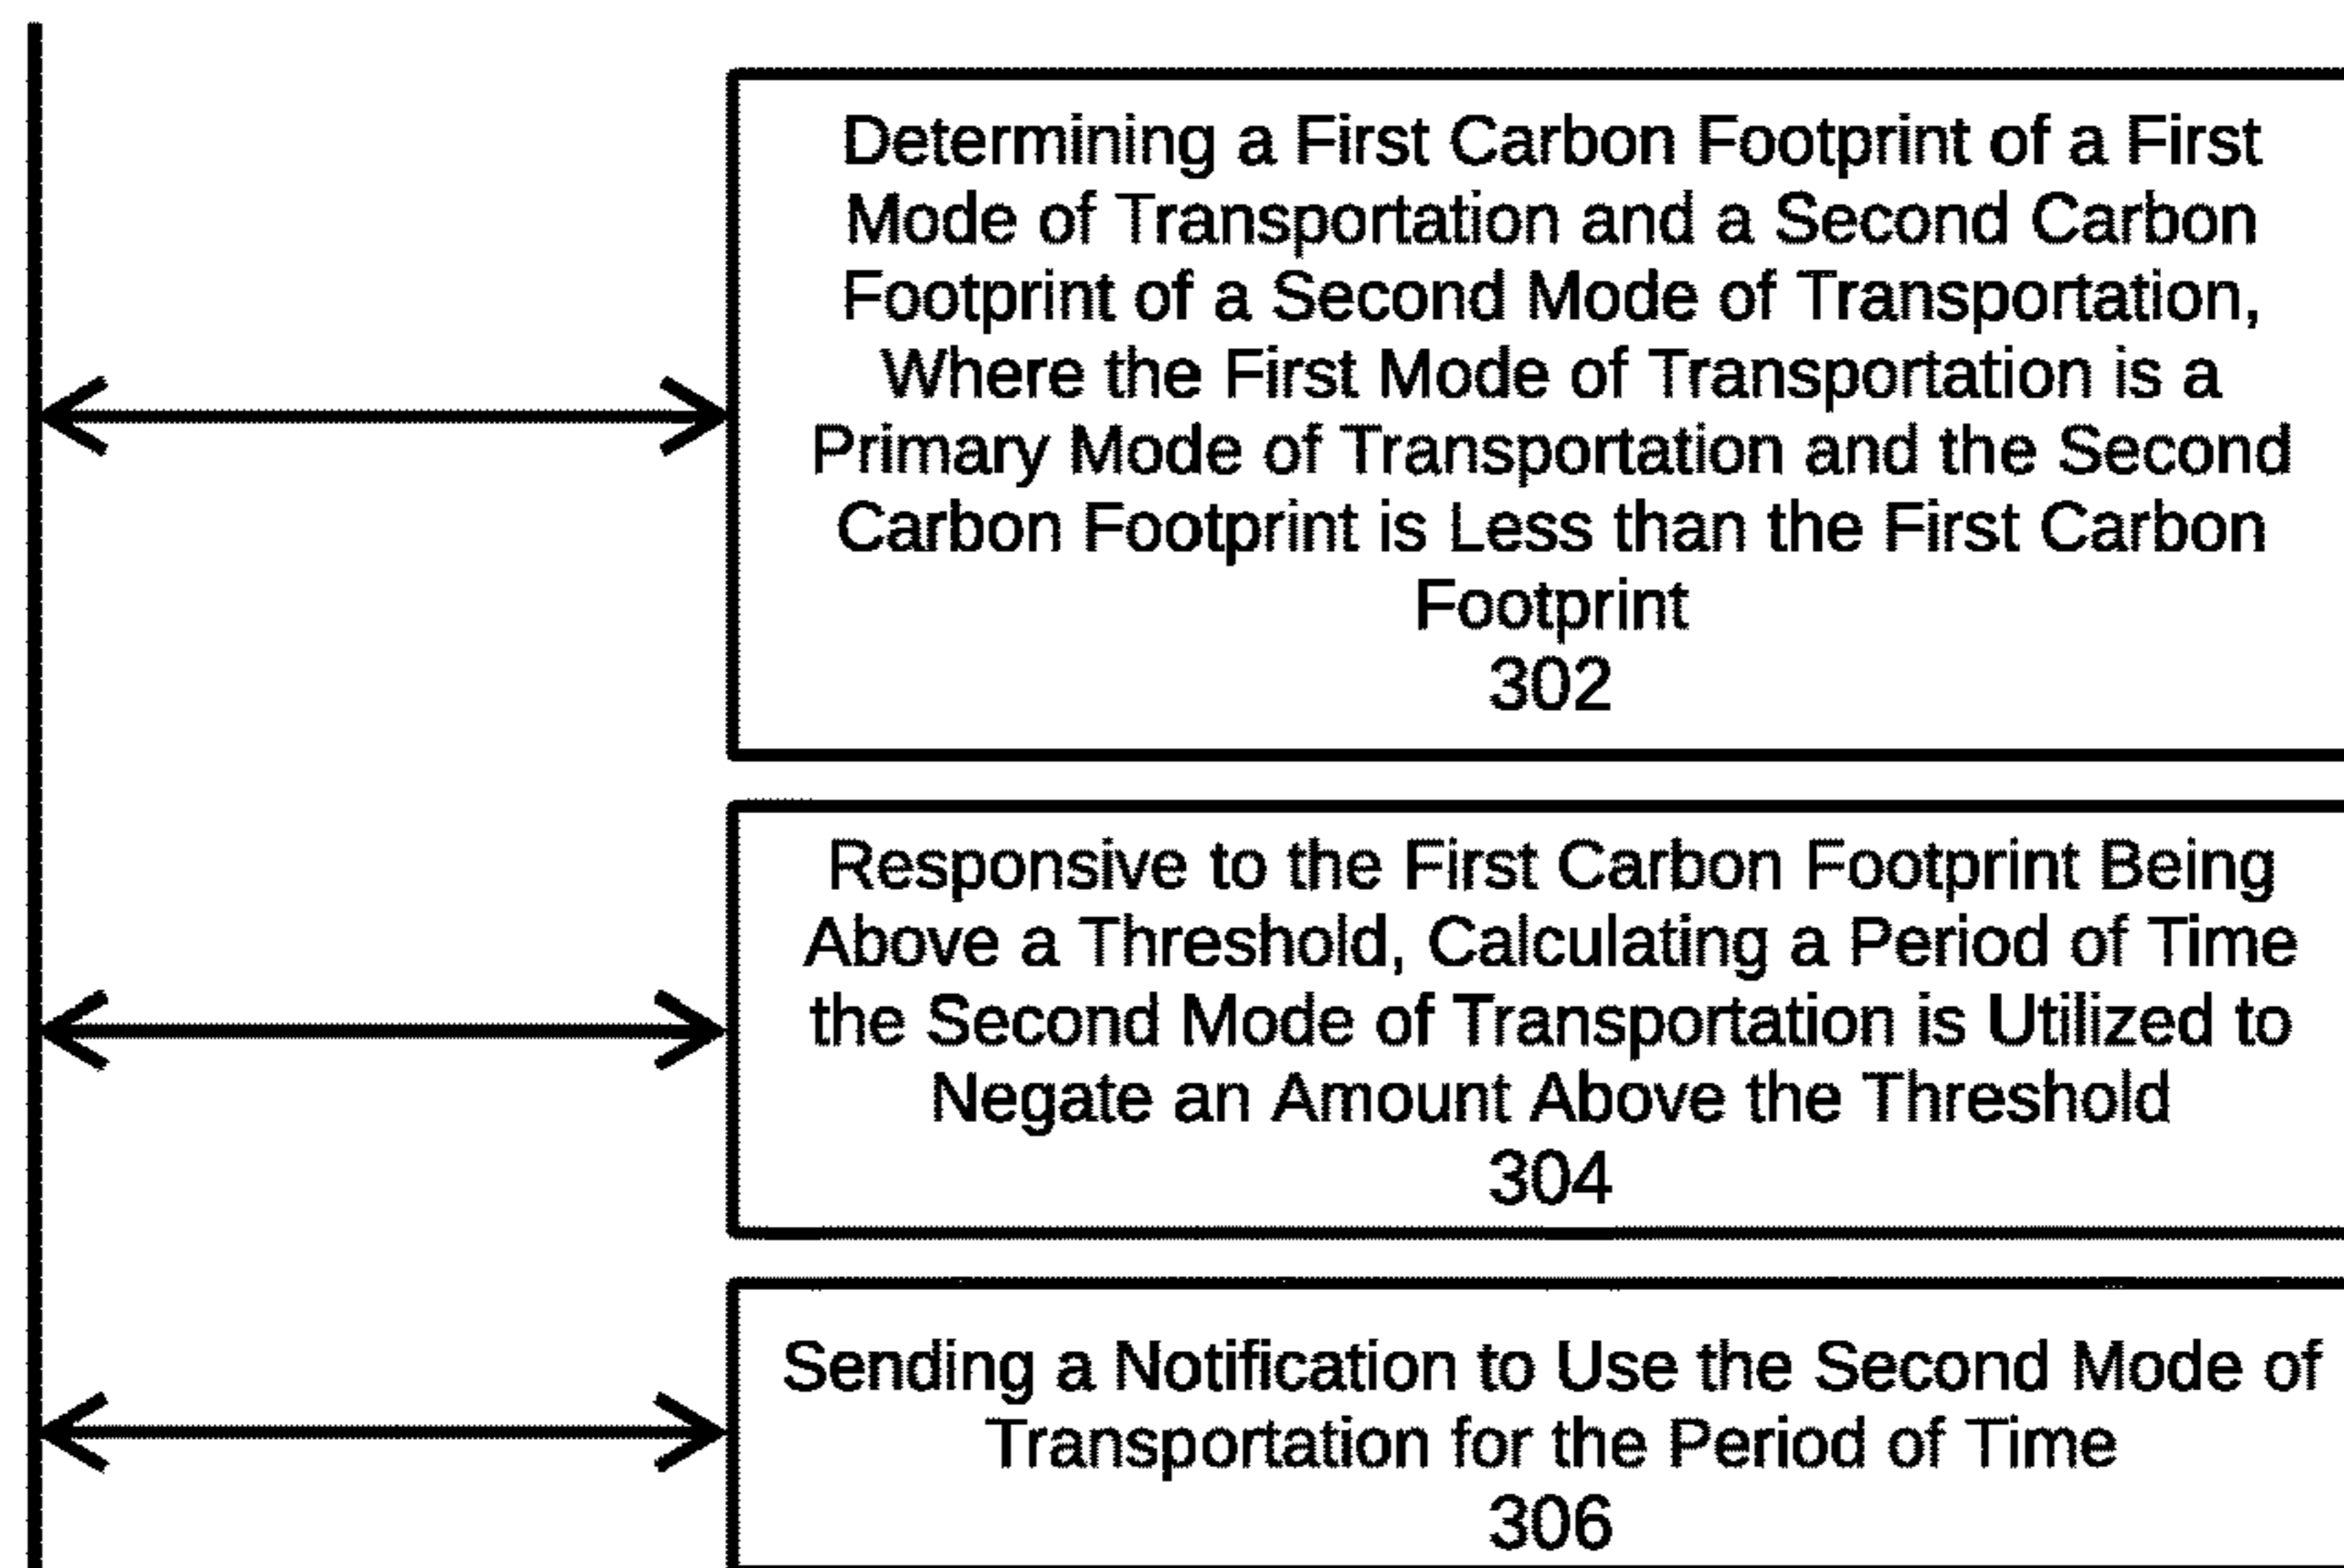 Determining a First Carbon Footprint of a First
Mode of Transportation and a Second Carbon
Footprint of a Second Mode of Transportation,
Where the First Mode of Transportation is a
Primary Mode of Transportation and the Second
Carbon Footprint is Less than the First Carbon
Footprint
302
Responsive to the First Carbon Footprint Being
Above a Threshold, Calculating a Period of Time
the Second Mode of Transportation is Utilized to
Negate an Amount Above the Threshold
304
Sending a Notification to Use the Second Mode of
Transportation for the Period of Time
306